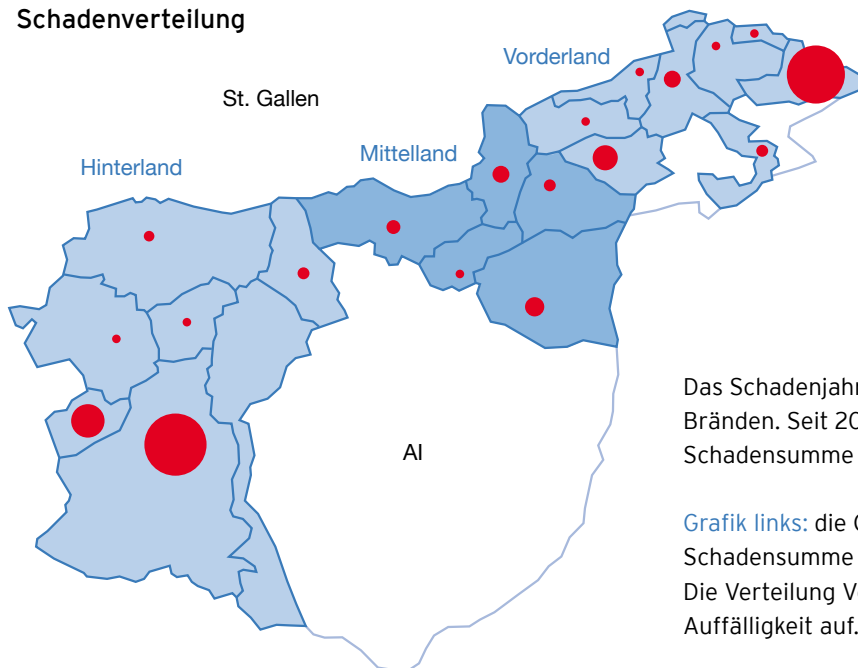 Schadenverteilung
Vorderland
St. Gallen
Mittelland
Hinterland
AI
Das Schadenjahr
Bränden. Seit 20
Schadensumme
Grafik links: die
Schadensumme
Die Verteilung
Auffälligkeit auf.